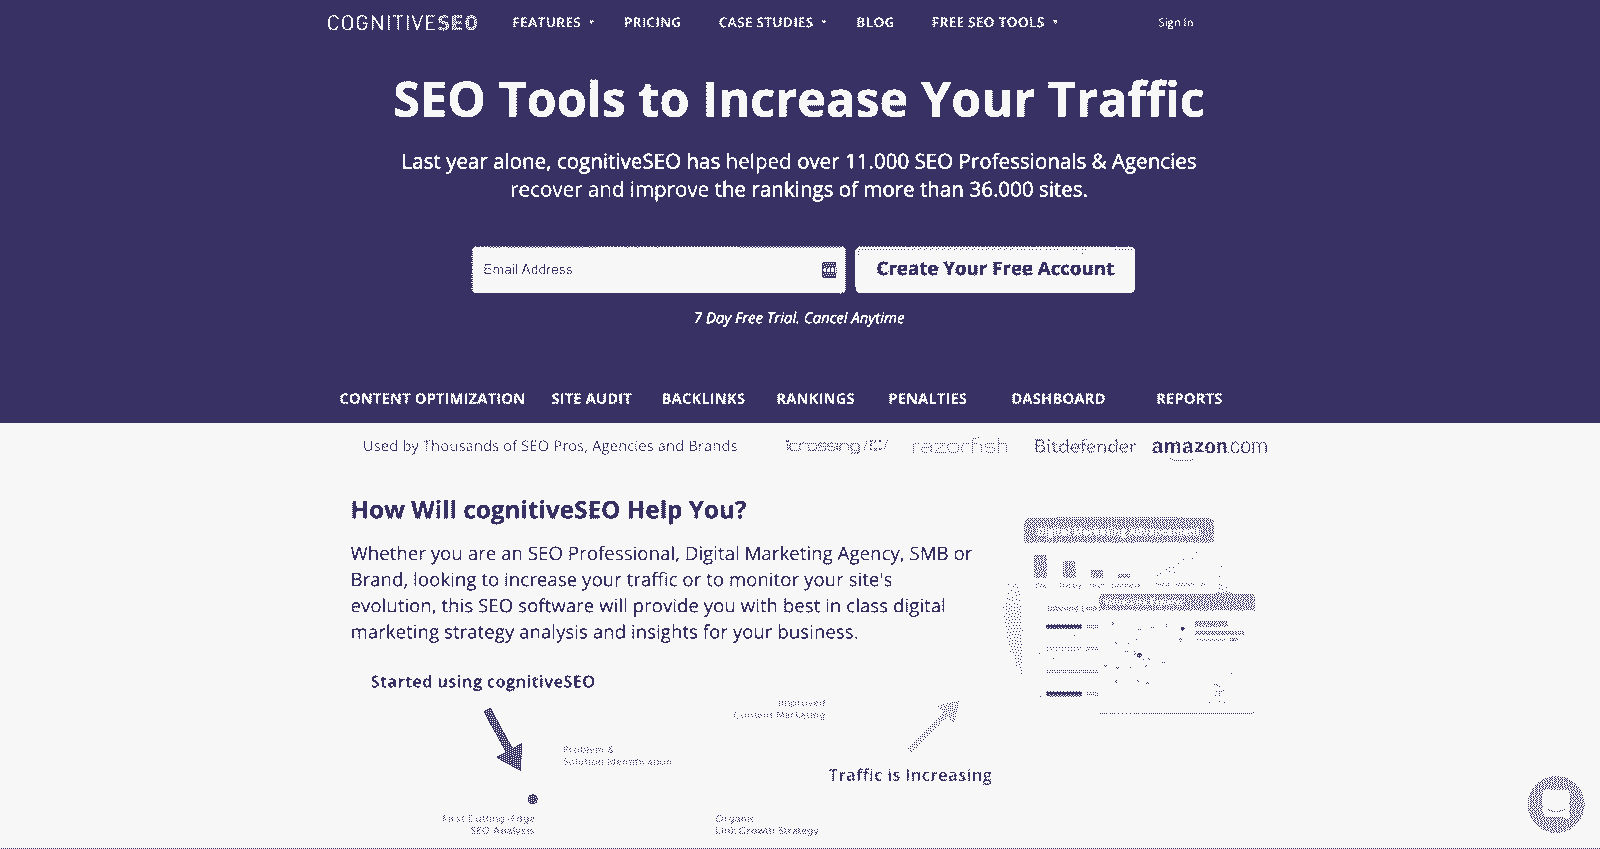 COGNITIVESEO FEATURES PRICING CASE STUDIES BLOG FREE SEO TOOLS Sign In
SEO Tools to Increase Your Traffic
Last year alone, cognitiveSEO has helped over 11.000 SEO Professionals & Agencies
recover and improve the rankings of more than 36.000 sites.
Email Address Create Your Free Account
7 Day Free Trial. Cancel Anytime
CONTENT OPTIMIZATION SITE AUDIT BACKLINKS RANKINGS PENALTIES DASHBOARD REPORTS
Used by Thousands of SEO Pros, Agencies and Brands icrossing razorfish Bitdefender amazon.com
How Will cognitiveSEO Help You?
Whether you are an SEO Professional, Digital Marketing Agency, SMB or
Brand, looking to increase your traffic or to monitor your site's
evolution, this SEO software will provide you with best in class digital
marketing strategy analysis and insights for your business.
Started using cognitiveSEO
Improved
Content Marketing
Problem &
Solution Identification
Traffic is Increasing
First Cutting-Edge
SEO Analysis
Organic
Link Growth Strategy